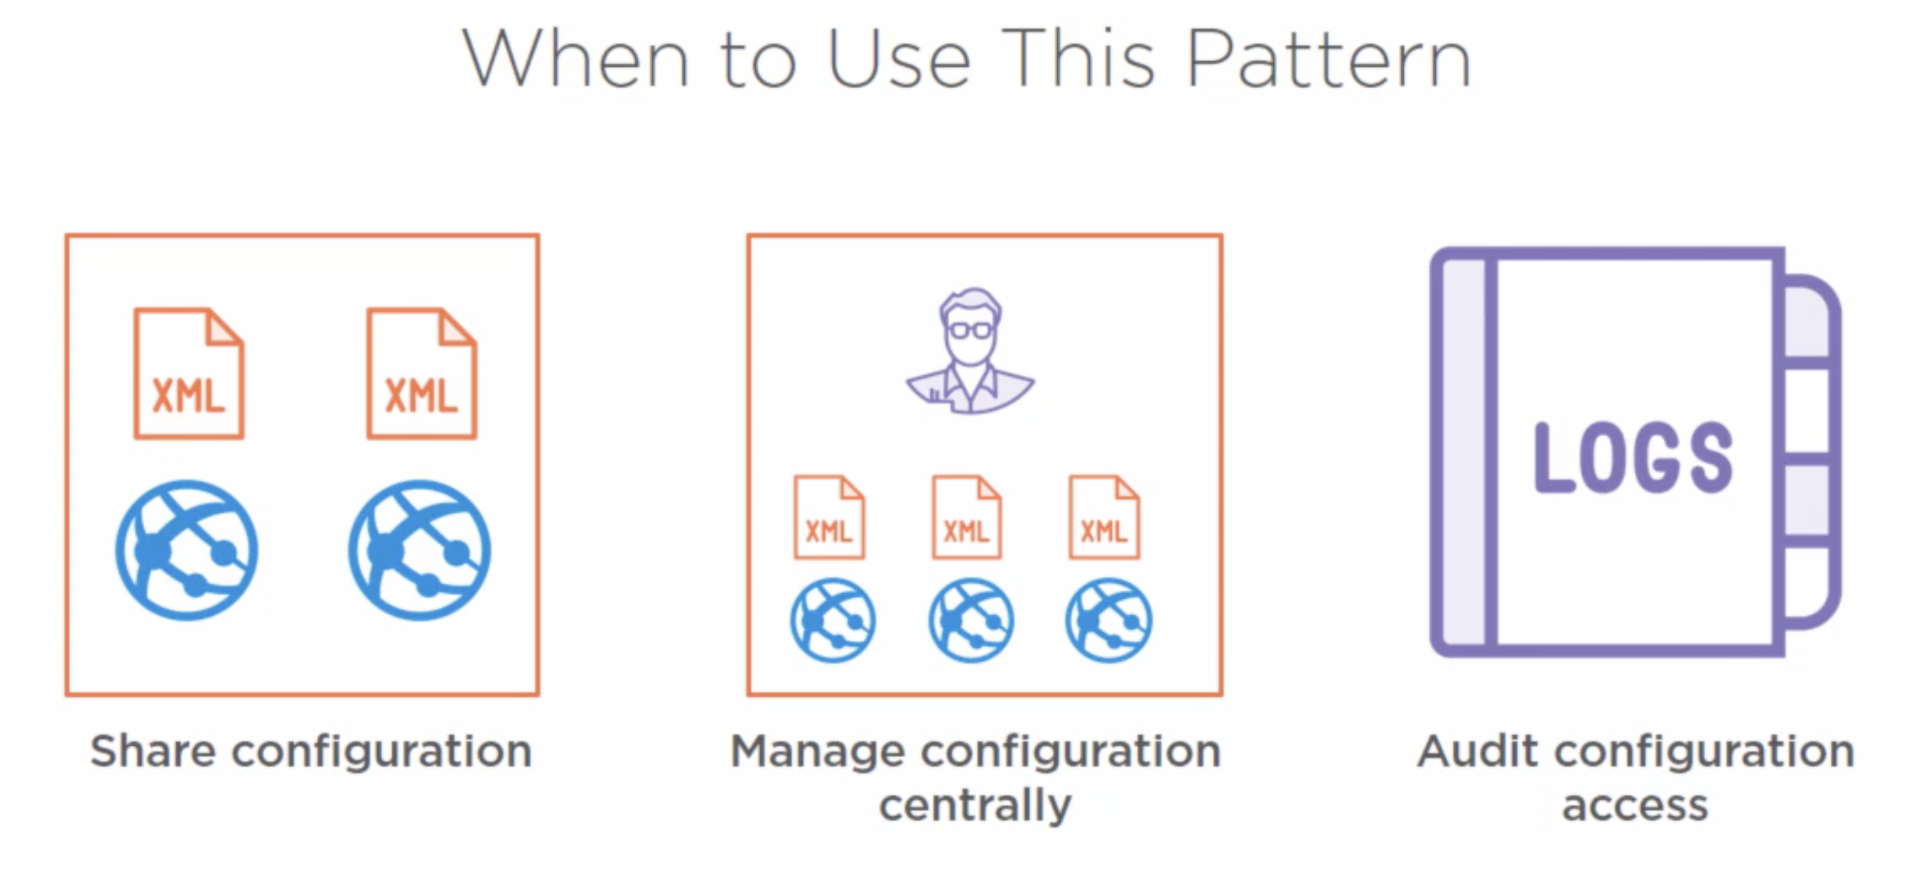 When to Use This Pattern
XML
XML
XML
XML
XML
LOGS
Share configuration
Manage configuration
centrally
Audit configuration
access